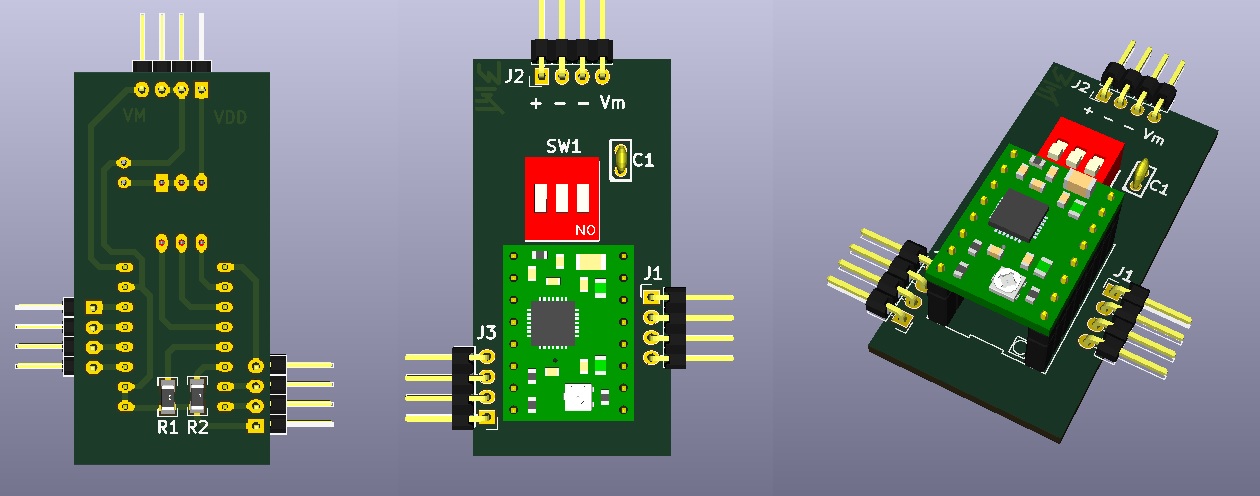 VM VDD
R1 R2
J2
+ - - Vm
SW1
C1
NO
J1
J3
J2
+ - - Vm
C1
J1